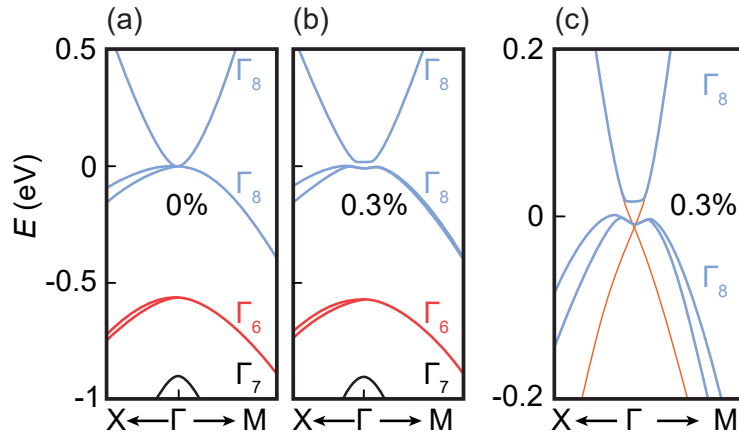 (a) (b) (c)
0.5 0.2
Γ8 Γ8 Γ8
0 Γ8 Γ8
0% 0.3% 0 0.3%
E (eV)
Γ8
-0.5
Γ6 Γ6
Γ7 Γ7
-1 -0.2
X Γ M X Γ M X Γ M